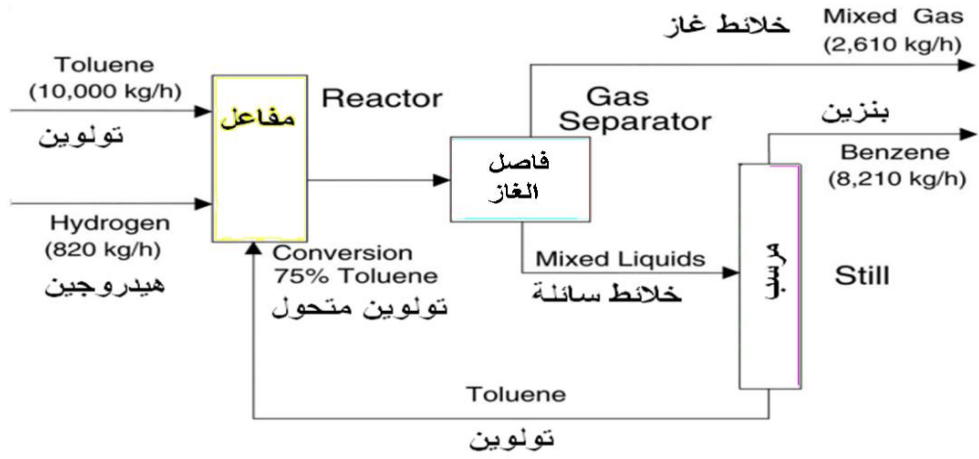 Toluene
(10,000 kg/h)
تولوين
Hydrogen
(820 kg/h)
هيدروجين
مفاعل
Reactor
Conversion
75% Toluene
تولوين متحول
Gas
Separator
فاصل
الغاز
خلائط غاز
Mixed Gas
(2,610 kg/h)
بنزين
Benzene
(8,210 kg/h)
Mixed Liquids
خلائط سائلة
مرسب
Still
Toluene
تولوين